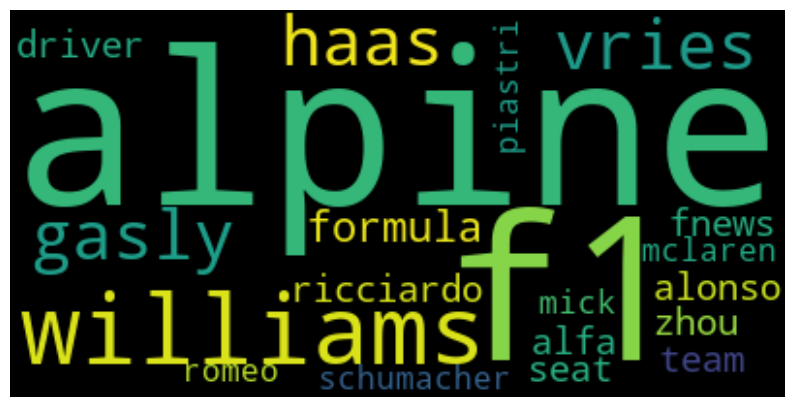 driver
haas
piastri
vries
alpine
gasly
formula
f1
fnews
mclaren
williams
ricciardo
mick
alonso
zhou
alfa
team
romeo
schumacher
seat